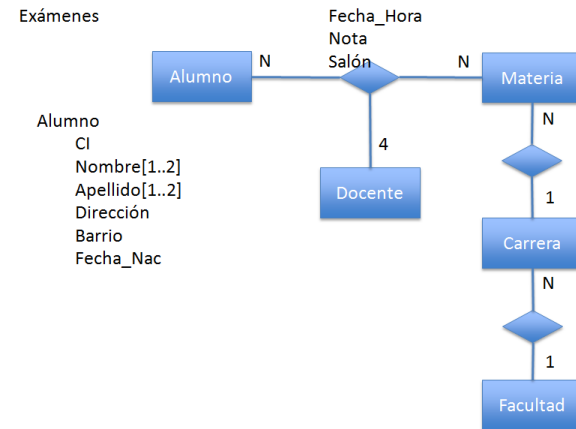 Exámenes
Fecha_Hora
Nota
Salón
Alumno
N
N
Materia
Alumno
CI
Nombre[1..2]
Apellido[1..2]
Dirección
Barrio
Fecha_Nac
4
Docente
N
1
Carrera
N
1
Facultad